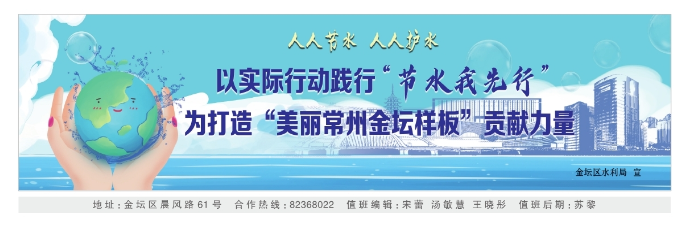 人人节水 人人护水
以实际行动践行“节水我先行”
为打造“美丽常州金坛样板”贡献力量
金坛区水利局 宣
地址:金坛区晨风路61号 合作热线:82368022 值班编辑:宋蕾 汤敏慧 王晓彤 值班后期:苏黎